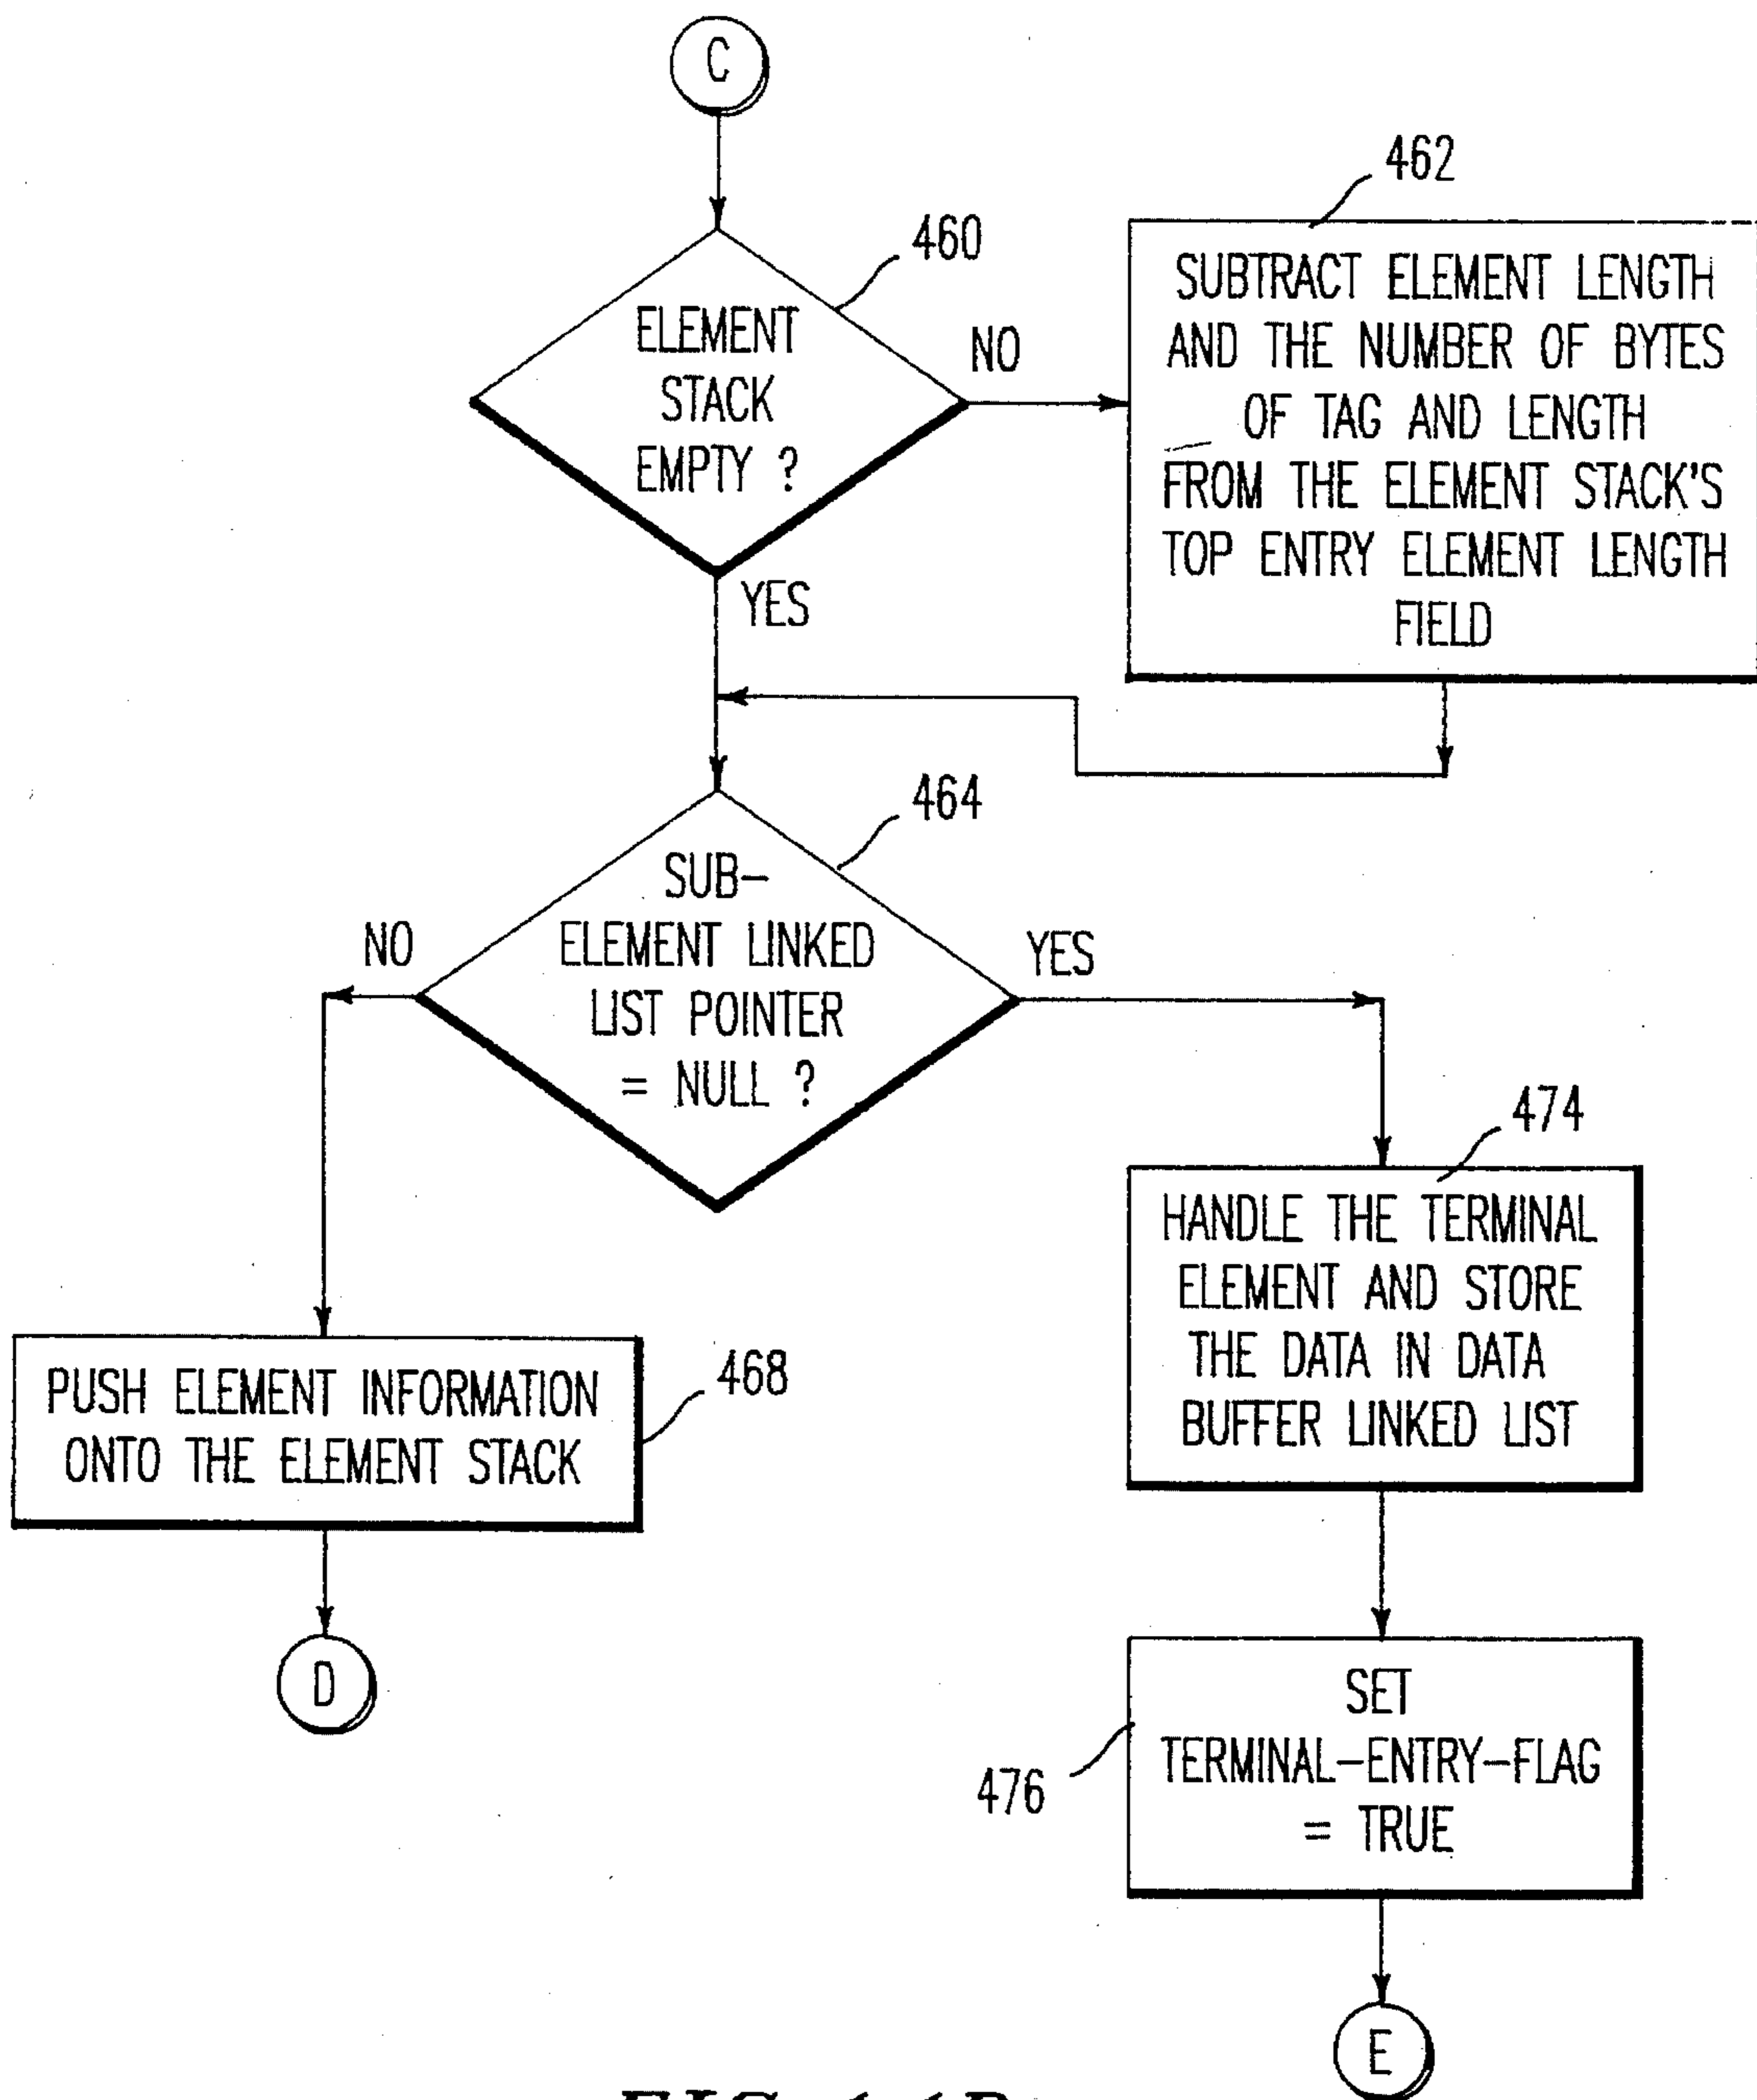 C
460
ELEMENT
STACK
EMPTY ?
NO
YES
462
SUBTRACT ELEMENT LENGTH
AND THE NUMBER OF BYTES
OF TAG AND LENGTH
FROM THE ELEMENT STACK'S
TOP ENTRY ELEMENT LENGTH
FIELD
464
SUB-
ELEMENT LINKED
LIST POINTER
= NULL ?
NO
YES
468
PUSH ELEMENT INFORMATION
ONTO THE ELEMENT STACK
D
474
HANDLE THE TERMINAL
ELEMENT AND STORE
THE DATA IN DATA
BUFFER LINKED LIST
476
SET
TERMINAL-ENTRY-FLAG
= TRUE
E